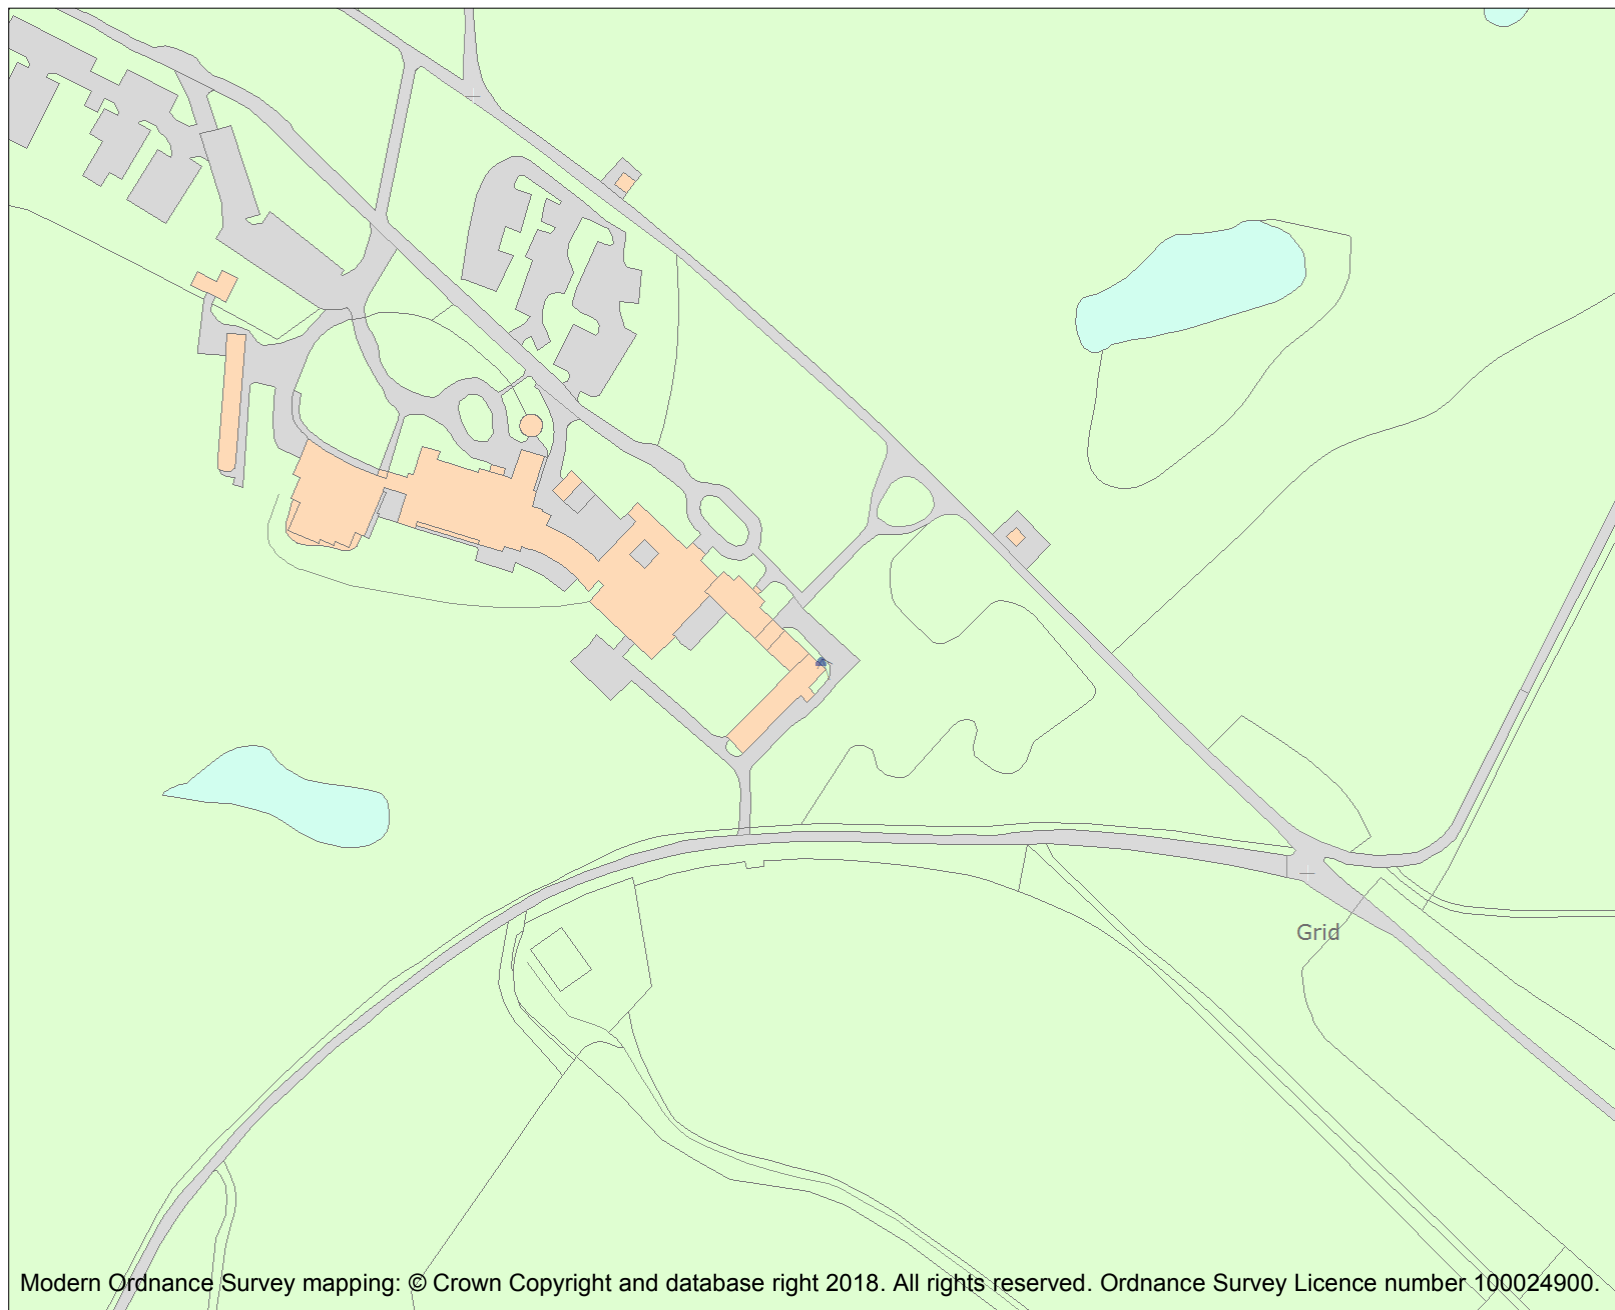 Grid
Modern Ordnance Survey mapping: © Crown Copyright and database right 2018. All rights reserved. Ordnance Survey Licence number 100024900.